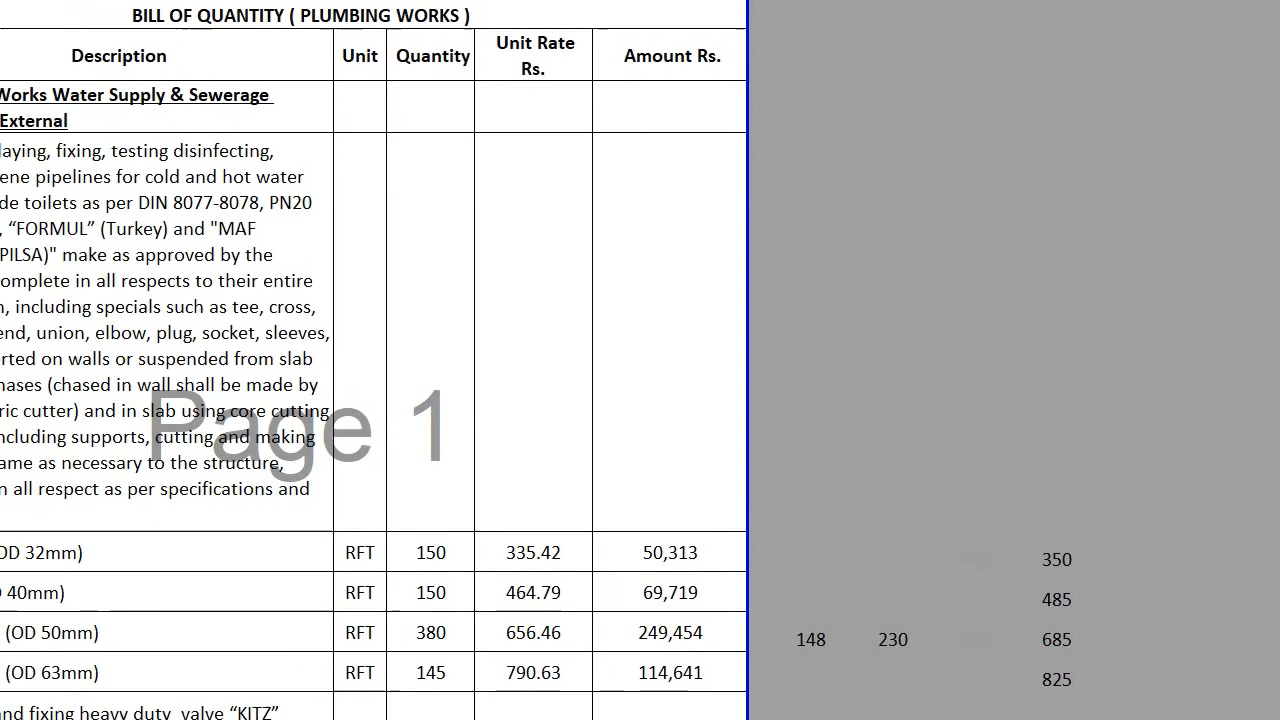 BILL OF QUANTITY ( PLUMBING WORKS )
Description Unit Quantity Unit Rate Rs. Amount Rs.
Works Water Supply & Sewerage
External
laying, fixing, testing disinfecting,
ene pipelines for cold and hot water
de toilets as per DIN 8077-8078, PN20
, “FORMUL” (Turkey) and "MAF
PILSA)" make as approved by the
omplete in all respects to their entire
n, including specials such as tee, cross,
end, union, elbow, plug, socket, sleeves,
rted on walls or suspended from slab
hases (chased in wall shall be made by
ric cutter) and in slab using core cutting
ncluding supports, cutting and making
ame as necessary to the structure,
n all respect as per specifications and
Page 1
OD 32mm) RFT 150 335.42 50,313 350
40mm) RFT 150 464.79 69,719 485
(OD 50mm) RFT 380 656.46 249,454 148 230 685
(OD 63mm) RFT 145 790.63 114,641 825
and fixing heavy duty valve “KITZ”